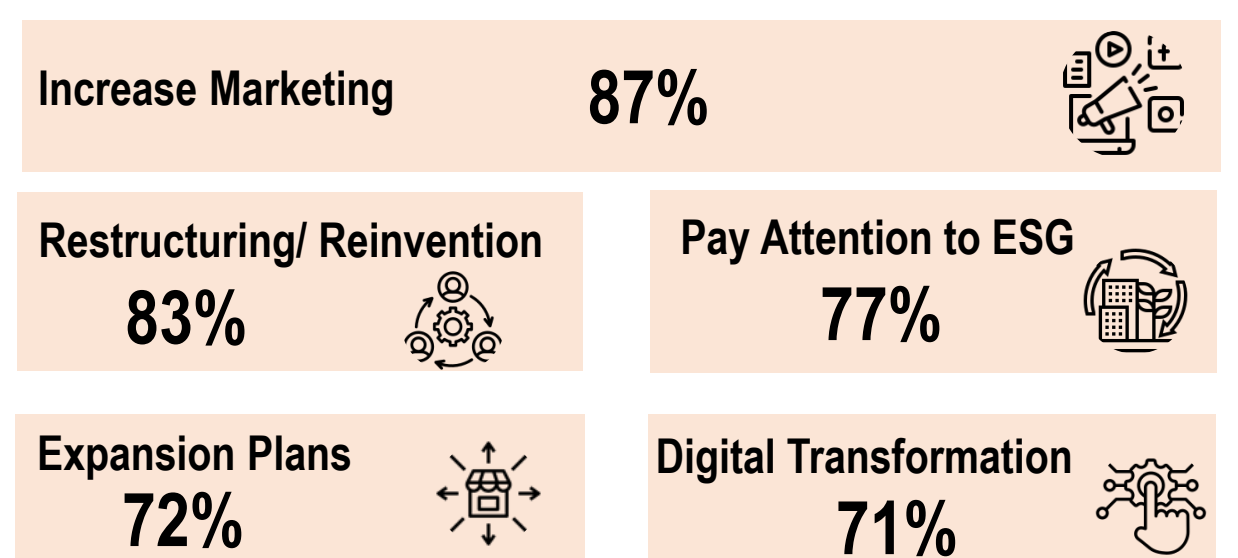 Increase Marketing
87%
Restructuring/ Reinvention
83%
Pay Attention to ESG
77%
Expansion Plans
72%
Digital Transformation
71%